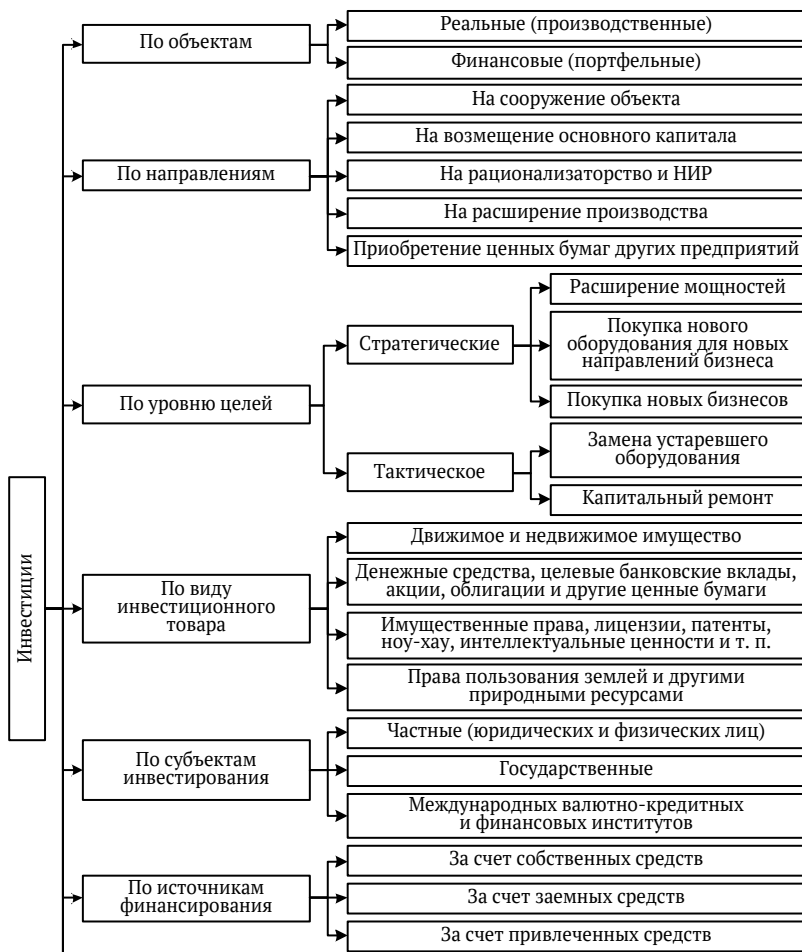 Инвестиции
По объектам
Реальные (производственные)
Финансовые (портфельные)
По направлениям
На сооружение объекта
На возмещение основного капитала
На рационализаторство и НИР
На расширение производства
Приобретение ценных бумаг других предприятий
По уровню целей
Стратегические
Расширение мощностей
Покупка нового
оборудования для новых
направлений бизнеса
Покупка новых бизнесов
Тактическое
Замена устаревшего
оборудования
Капитальный ремонт
По виду
инвестиционного
товара
Движимое и недвижимое имущество
Денежные средства, целевые банковские вклады,
акции, облигации и другие ценные бумаги
Имущественные права, лицензии, патенты,
ноу-хау, интеллектуальные ценности и т. п.
Права пользования землей и другими
природными ресурсами
По субъектам
инвестирования
Частные (юридических и физических лиц)
Государственные
Международных валютно-кредитных
и финансовых институтов
По источникам
финансирования
За счет собственных средств
За счет заемных средств
За счет привлеченных средств